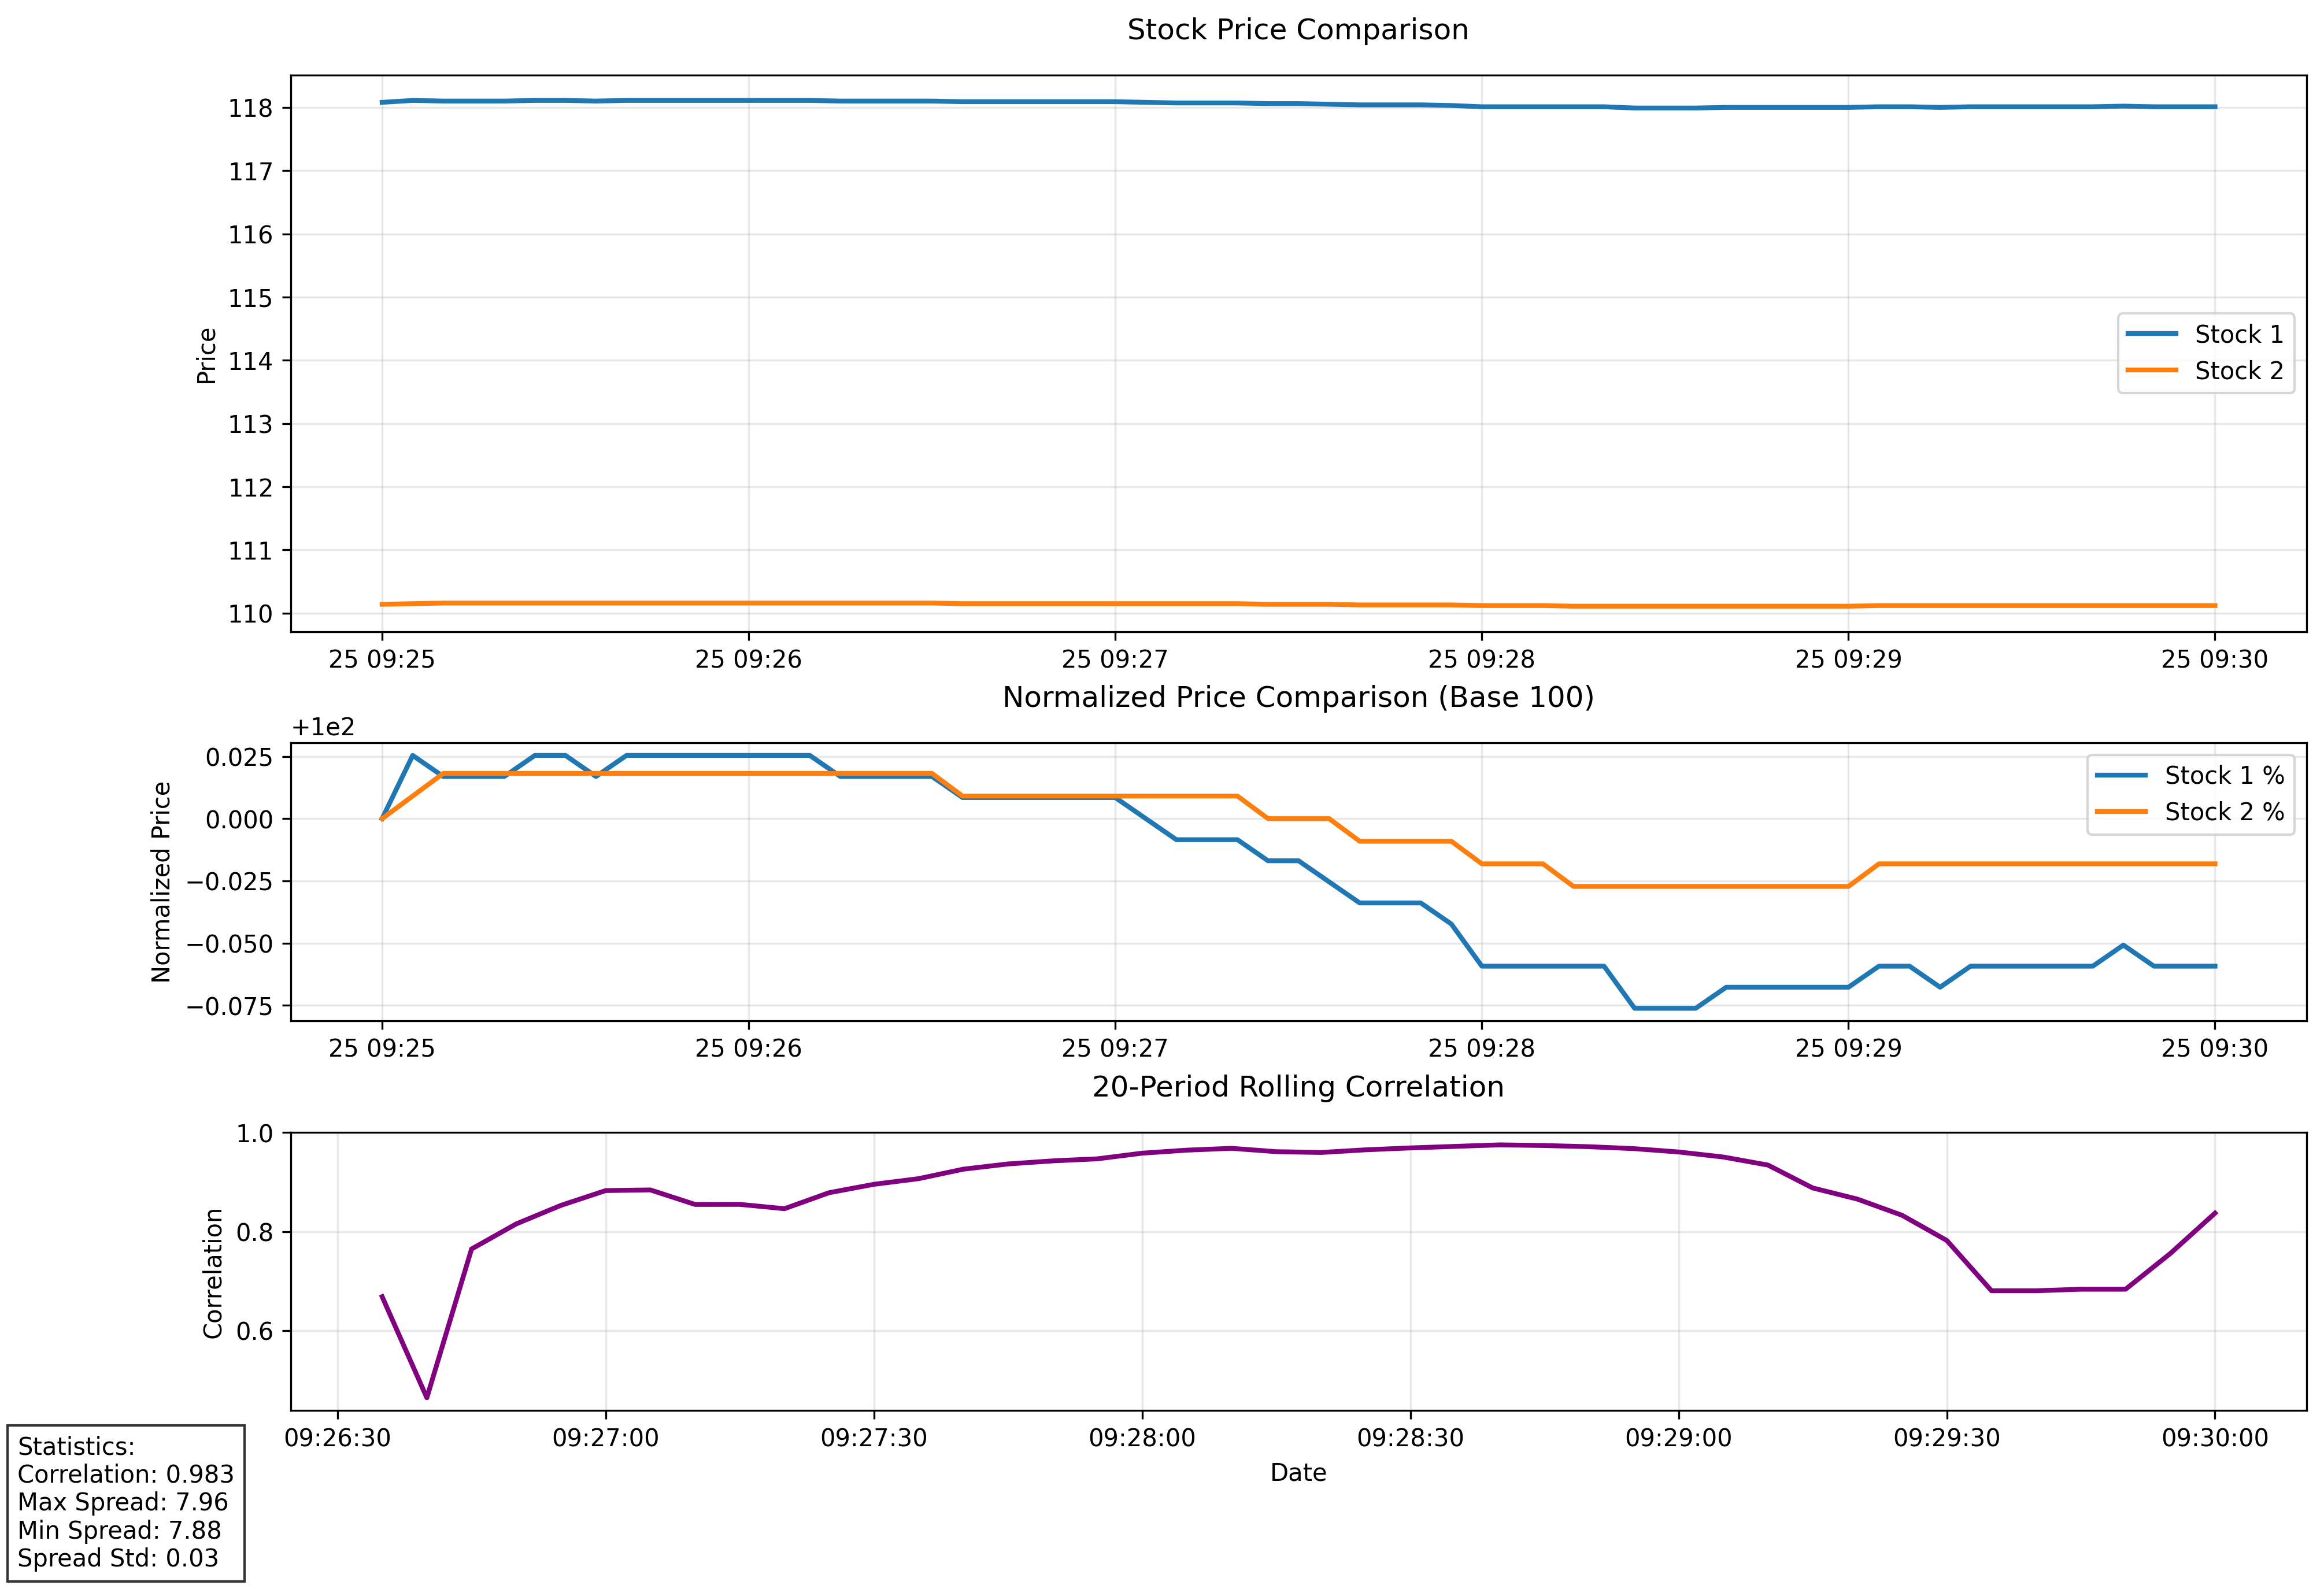 Stock Price Comparison
118
117
116
115
114
113
112
111
110
Price
Stock 1
Stock 2
25 09:25 25 09:26 25 09:27 25 09:28 25 09:29 25 09:30
Normalized Price Comparison (Base 100)
+1e2
0.025
0.000
−0.025
−0.050
−0.075
Normalized Price
Stock 1 %
Stock 2 %
25 09:25 25 09:26 25 09:27 25 09:28 25 09:29 25 09:30
20-Period Rolling Correlation
1.0
0.8
0.6
Correlation
09:26:30 09:27:00 09:27:30 09:28:00 09:28:30 09:29:00 09:29:30 09:30:00
Date
Statistics:
Correlation: 0.983
Max Spread: 7.96
Min Spread: 7.88
Spread Std: 0.03